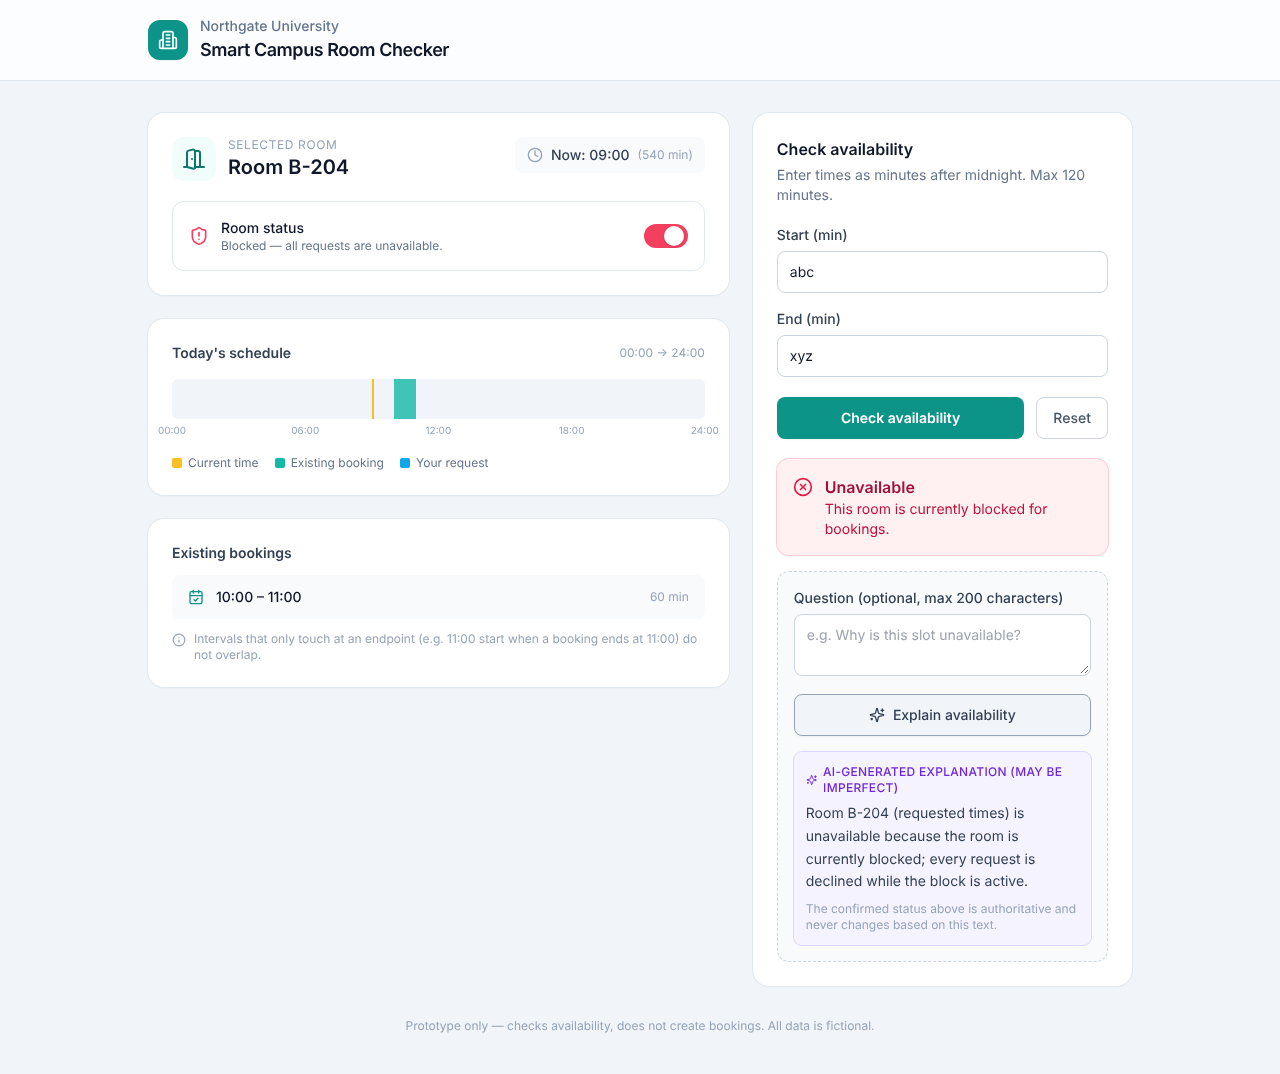 Northgate University
Smart Campus Room Checker
SELECTED ROOM
Room B-204
Now: 09:00 (540 min)
Room status
Blocked — all requests are unavailable.
Today's schedule
00:00 → 24:00
00:00 06:00 12:00 18:00 24:00
Current time Existing booking Your request
Existing bookings
10:00 – 11:00 60 min
Intervals that only touch at an endpoint (e.g. 11:00 start when a booking ends at 11:00) do
not overlap.
Check availability
Enter times as minutes after midnight. Max 120
minutes.
Start (min)
abc
End (min)
xyz
Check availability Reset
Unavailable
This room is currently blocked for
bookings.
Question (optional, max 200 characters)
e.g. Why is this slot unavailable?
Explain availability
AI-GENERATED EXPLANATION (MAY BE
IMPERFECT)
Room B-204 (requested times) is
unavailable because the room is
currently blocked; every request is
declined while the block is active.
The confirmed status above is authoritative and
never changes based on this text.
Prototype only — checks availability, does not create bookings. All data is fictional.